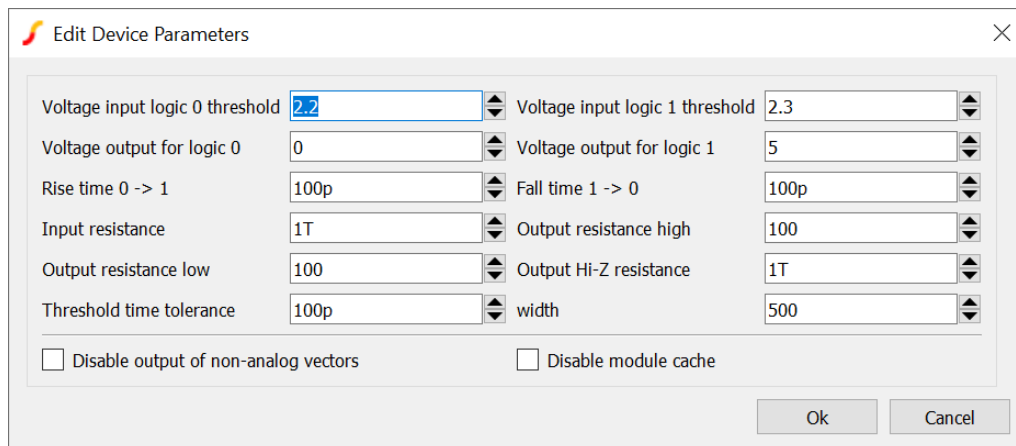 Edit Device Parameters
Voltage input logic 0 threshold 2.2 Voltage input logic 1 threshold 2.3
Voltage output for logic 0 0 Voltage output for logic 1 5
Rise time 0 -> 1 100p Fall time 1 -> 0 100p
Input resistance 1T Output resistance high 100
Output resistance low 100 Output Hi-Z resistance 1T
Threshold time tolerance 100p width 500
Disable output of non-analog vectors Disable module cache
Ok Cancel